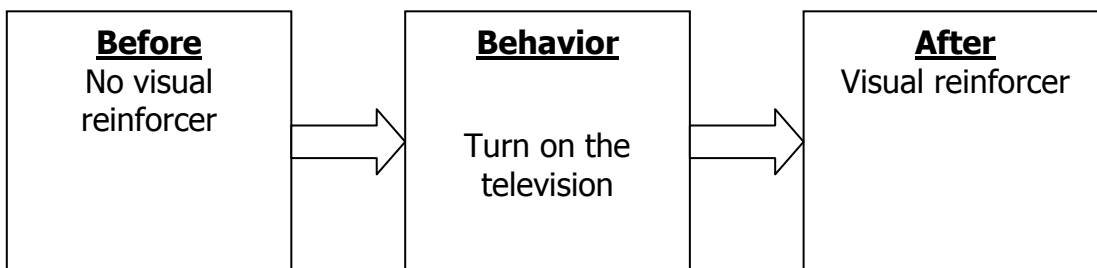 Before
No visual
reinforcer
Behavior
Turn on the
television
After
Visual reinforcer